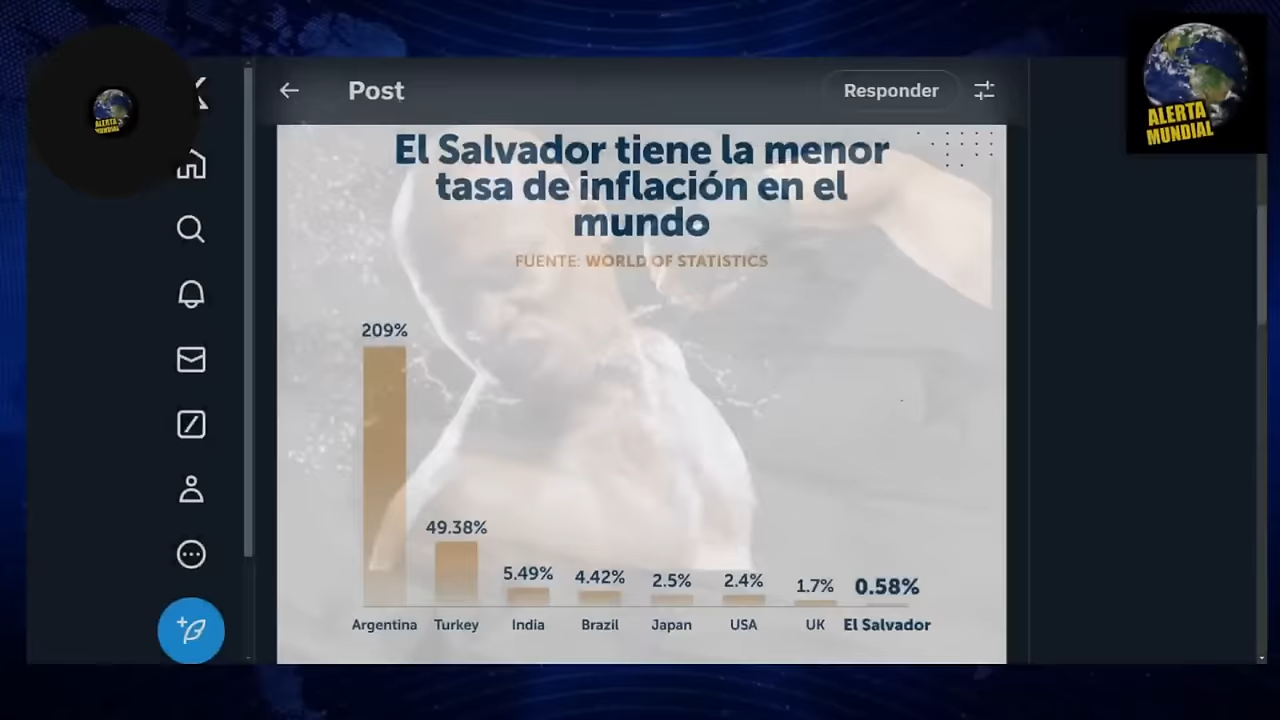 ALERTA
MUNDIAL
ALERTA
MUNDIAL
Post
Responder
El Salvador tiene la menor
tasa de inflación en el
mundo
FUENTE: WORLD OF STATISTICS
209%
49.38%
5.49%
4.42%
2.5%
2.4%
1.7%
0.58%
Argentina
Turkey
India
Brazil
Japan
USA
UK
El Salvador